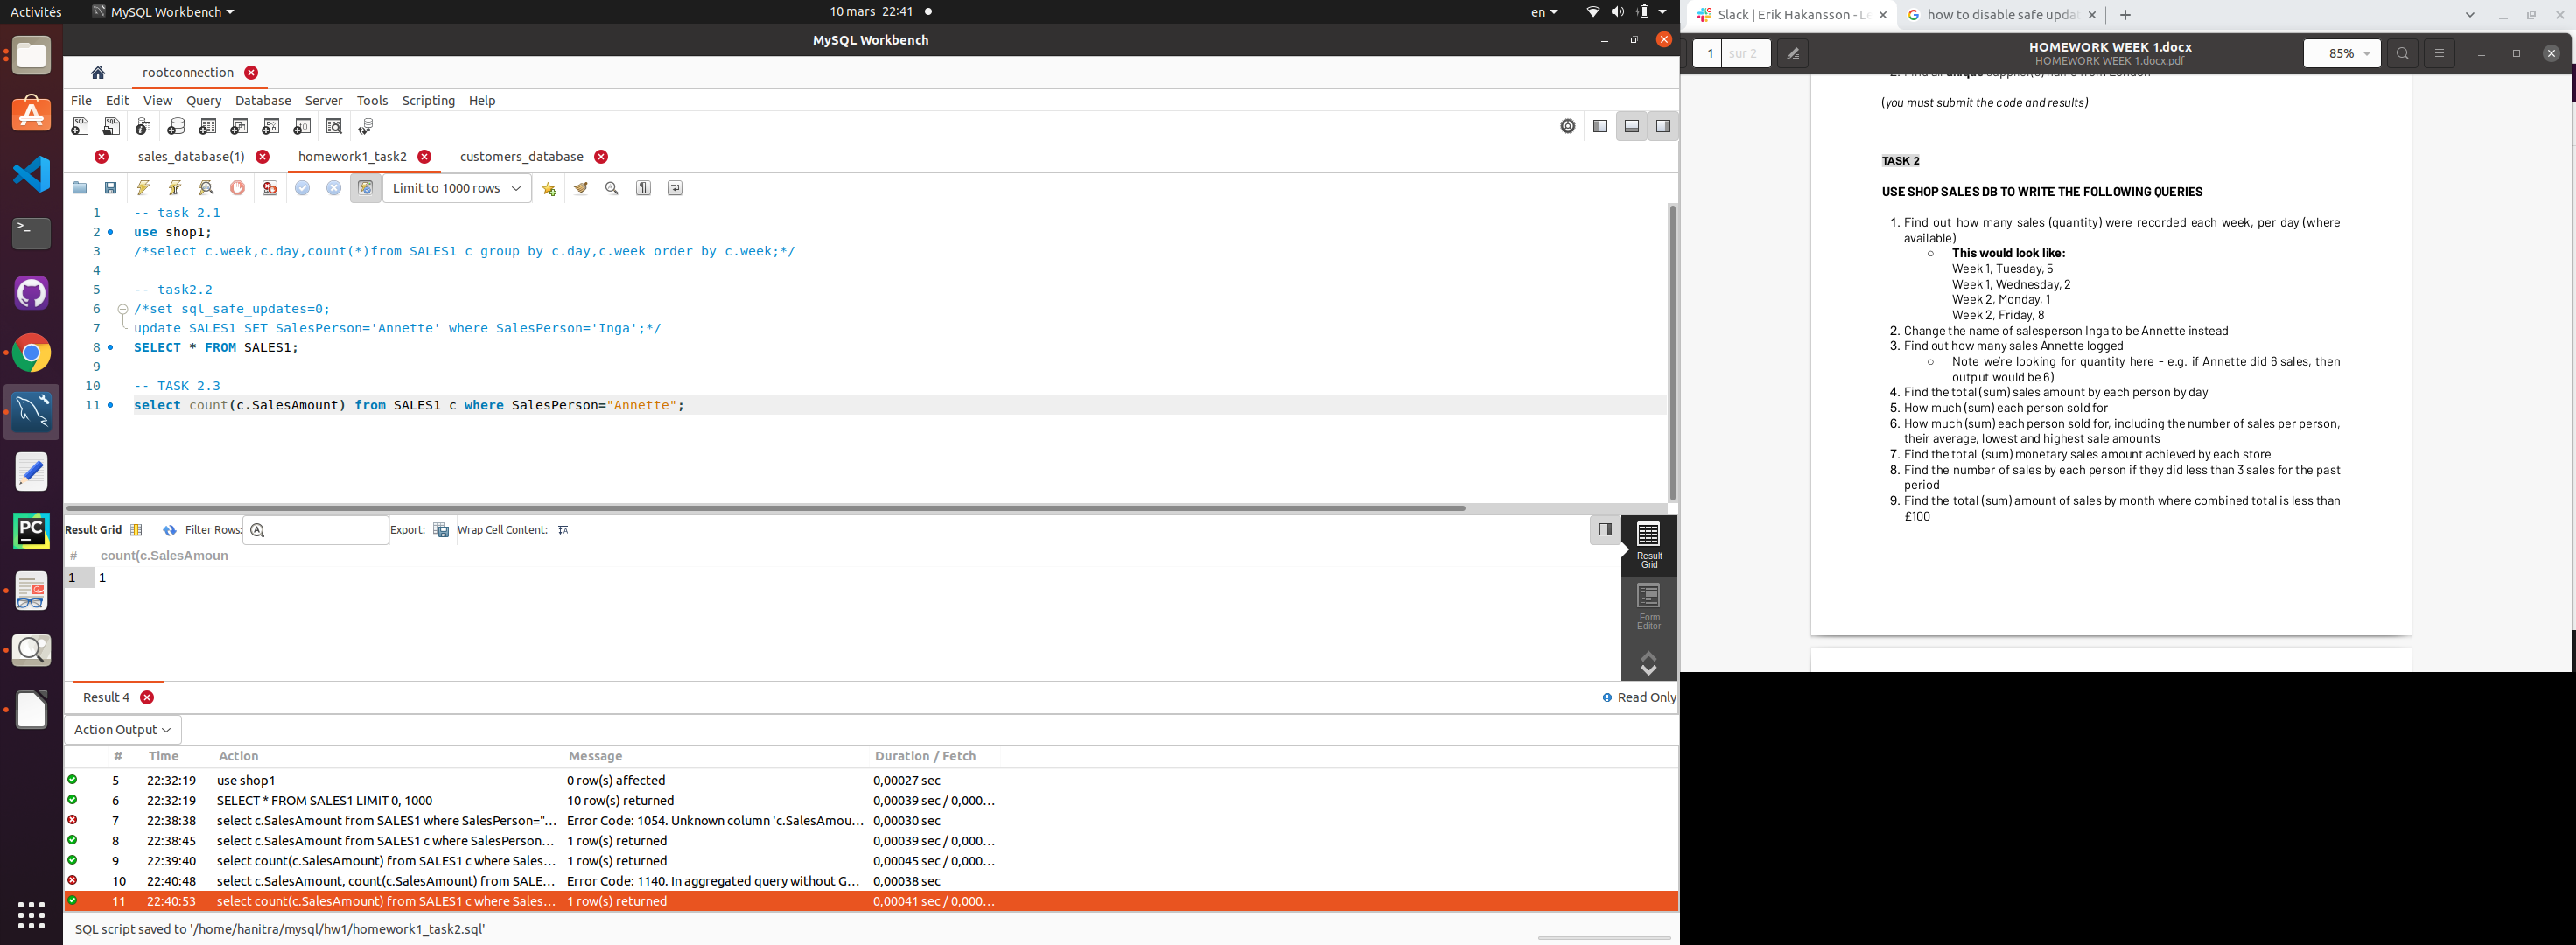 Activités
MySQL Workbench
10 mars 22:41
en
MySQL Workbench
rootconnection
File Edit View Query Database Server Tools Scripting Help
sales_database(1)
homework1_task2
customers_database
Limit to 1000 rows
1 -- task 2.1
2 use shop1;
3 /*select c.week,c.day,count(*)from SALES1 c group by c.day,c.week order by c.week;*/
4
5 -- task2.2
6 /*set sql_safe_updates=0;
7 update SALES1 SET SalesPerson='Annette' where SalesPerson='Inga';*/
8 SELECT * FROM SALES1;
9
10 -- TASK 2.3
11 select count(c.SalesAmount) from SALES1 c where SalesPerson="Annette";
Result Grid
Filter Rows:
Export:
Wrap Cell Content:
# count(c.SalesAmoun
1 1
Result Grid
Form Editor
Result 4
Read Only
Action Output
# Time Action Message Duration / Fetch
5 22:32:19 use shop1 0 row(s) affected 0,00027 sec
6 22:32:19 SELECT * FROM SALES1 LIMIT 0, 1000 10 row(s) returned 0,00039 sec / 0,000...
7 22:38:38 select c.SalesAmount from SALES1 where SalesPerson="... Error Code: 1054. Unknown column 'c.SalesAmou... 0,00030 sec
8 22:38:45 select c.SalesAmount from SALES1 c where SalesPerson... 1 row(s) returned 0,00039 sec / 0,000...
9 22:39:40 select count(c.SalesAmount) from SALES1 c where Sales... 1 row(s) returned 0,00045 sec / 0,000...
10 22:40:48 select c.SalesAmount, count(c.SalesAmount) from SALE... Error Code: 1140. In aggregated query without G... 0,00038 sec
11 22:40:53 select count(c.SalesAmount) from SALES1 c where Sales... 1 row(s) returned 0,00041 sec / 0,000...
SQL script saved to '/home/hanitra/mysql/hw1/homework1_task2.sql'
Slack | Erik Hakansson - Le
how to disable safe updat
1 sur 2
HOMEWORK WEEK 1.docx
HOMEWORK WEEK 1.docx.pdf
85%
(you must submit the code and results)
TASK 2
USE SHOP SALES DB TO WRITE THE FOLLOWING QUERIES
1. Find out how many sales (quantity) were recorded each week, per day (where
available)
○ This would look like:
Week 1, Tuesday, 5
Week 1, Wednesday, 2
Week 2, Monday, 1
Week 2, Friday, 8
2. Change the name of salesperson Inga to be Annette instead
3. Find out how many sales Annette logged
○ Note we're looking for quantity here - e.g. if Annette did 6 sales, then
output would be 6)
4. Find the total (sum) sales amount by each person by day
5. How much (sum) each person sold for
6. How much (sum) each person sold for, including the number of sales per person,
their average, lowest and highest sale amounts
7. Find the total (sum) monetary sales amount achieved by each store
8. Find the number of sales by each person if they did less than 3 sales for the past
period
9. Find the total (sum) amount of sales by month where combined total is less than
£100